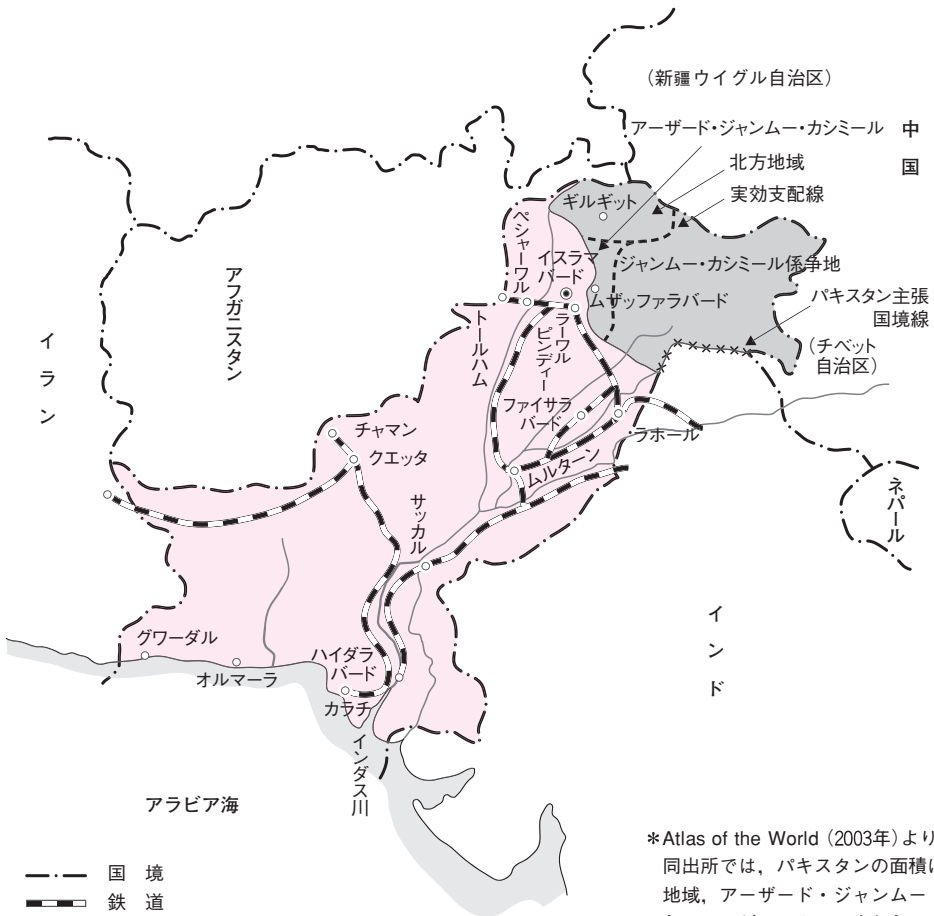 (新疆ウイグル自治区)
アーザード・ジャンムー・カシミール
中国
北方地域
実効支配線
ギルギット
ペシャーワル
イスラマ
バード
ジャンムー・カシミール係争地
ムザッファラバード
パキスタン主張
国境線
(チベット
自治区)
アフガニスタン
イラン
トールハム
ラーワル
ピンディー
ファイサラ
バード
ラホール
チャマン
クエッタ
ムルターン
サッカル
ネパール
インド
グワーダル
オルマーラ
ハイダラ
バード
カラチ
インダス川
アラビア海
国 境
鉄 道
*Atlas of the World (2003年) より
同出所では,パキスタンの面積に
地域,アーザード・ジャンムー